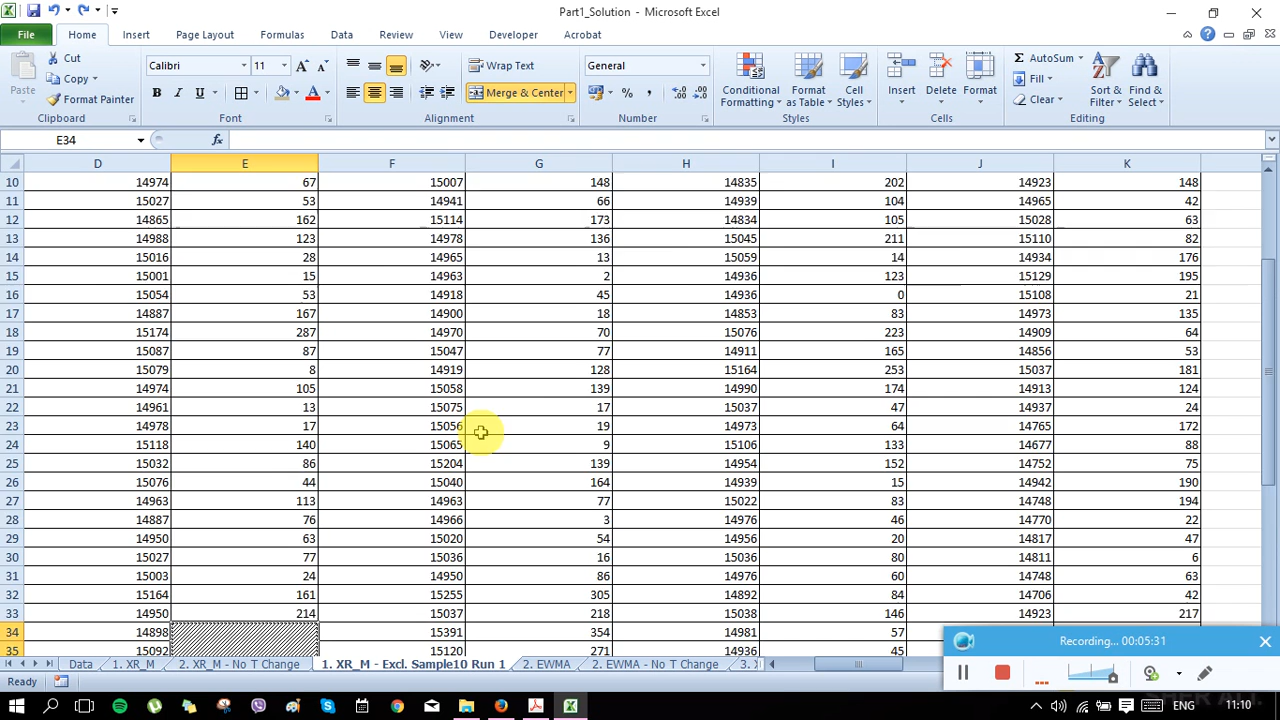 Part1_Solution - Microsoft Excel
File Home Insert Page Layout Formulas Data Review View Developer Acrobat
Paste
Cut
Copy
Format Painter
Calibri 11
B I U
Wrap Text
Merge & Center
General
Conditional Formatting
Format as Table
Cell Styles
Insert Delete Format
AutoSum
Fill
Clear
Sort & Filter
Find & Select
Clipboard Font Alignment Number Styles Cells Editing
E34 fx
D E F G H I J K
10 14974 67 15007 148 14835 202 14923 148
11 15027 53 14941 66 14939 104 14965 42
12 14865 162 15114 173 14834 105 15028 63
13 14988 123 14978 136 15045 211 15110 82
14 15016 28 14965 13 15059 14 14934 176
15 15001 15 14963 2 14936 123 15129 195
16 15054 53 14918 45 14936 0 15108 21
17 14887 167 14900 18 14853 83 14973 135
18 15174 287 14970 70 15076 223 14909 64
19 15087 87 15047 77 14911 165 14856 53
20 15079 8 14919 128 15164 253 15037 181
21 14974 105 15058 139 14990 174 14913 124
22 14961 13 15075 17 15037 47 14937 24
23 14978 17 15056 19 14973 64 14765 172
24 15118 140 15065 9 15106 133 14677 88
25 15032 86 15204 139 14954 152 14752 75
26 15076 44 15040 164 14939 15 14942 190
27 14963 113 14963 77 15022 83 14748 194
28 14887 76 14966 3 14976 46 14770 22
29 14950 63 15020 54 14956 20 14817 47
30 15027 77 15036 16 15036 80 14811 6
31 15003 24 14950 86 14976 60 14748 63
32 15164 161 15255 305 14892 84 14706 42
33 14950 214 15037 218 15038 146 14923 217
34 14898 15391 354 14981 57
35 15092 15120 271 14936 45
Recording... 00:05:31
Data 1. XR_M 2. XR_M - No T Change 1. XR_M - Excl. Sample10 Run 1 2. EWMA 2. EWMA - No T Change 3.
Ready
ENG 11:10